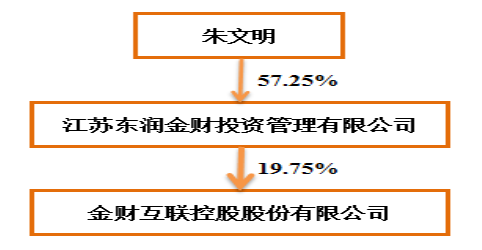 朱文明
57.25%
江苏东润金财投资管理有限公司
19.75%
金财互联控股股份有限公司